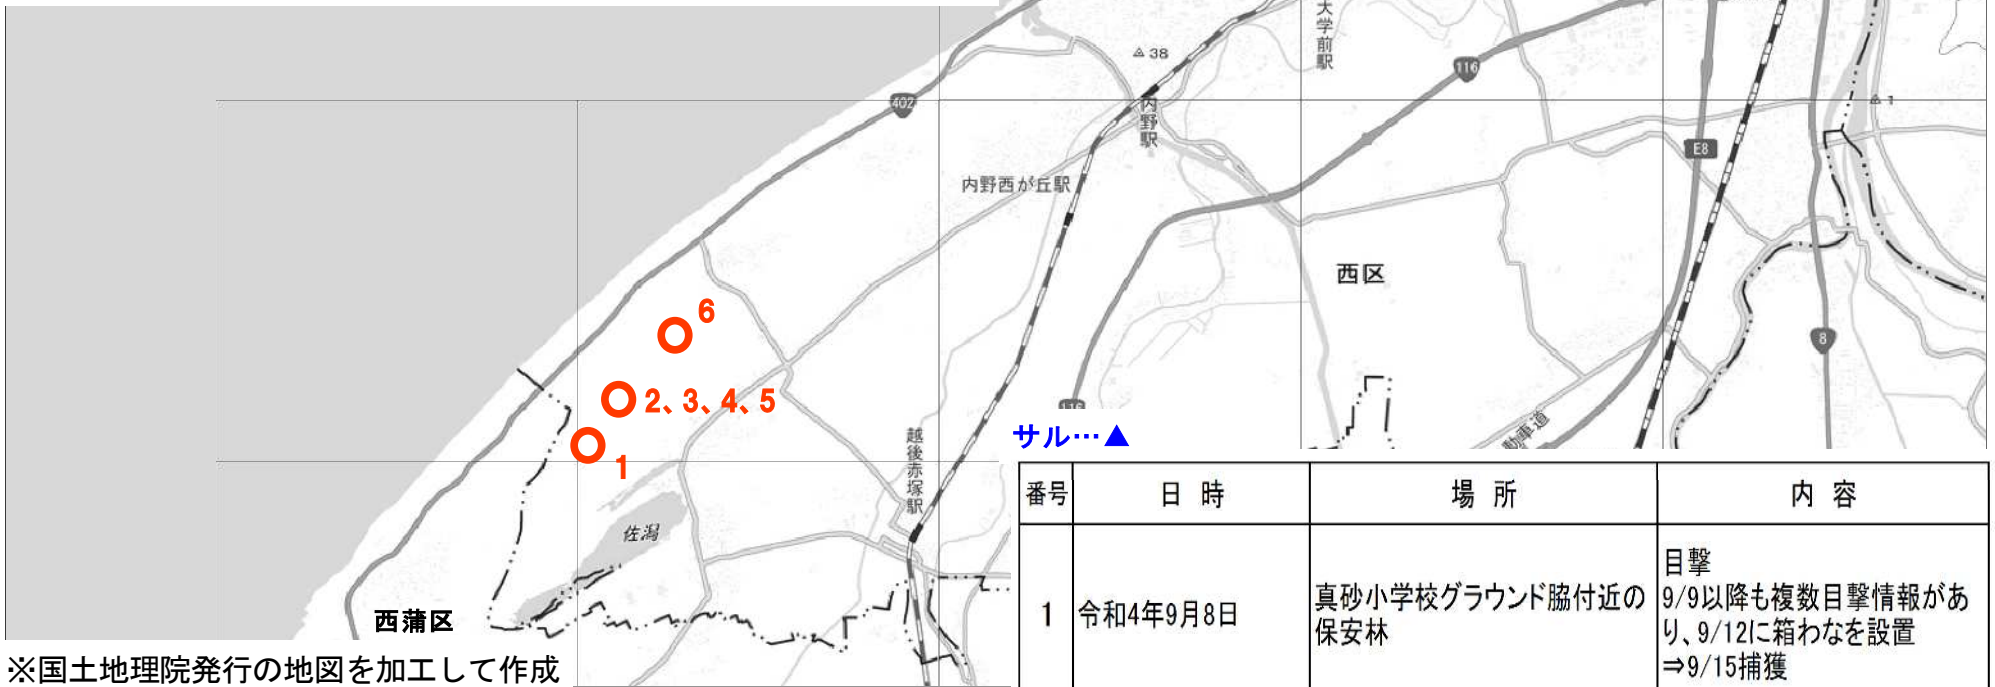 大学前駅
38
116
402
内野駅
1
E8
内野西が丘駅
西区
6
8
2、3、4、5
116
サル…▲
動車道
1
越後赤塚駅
佐潟
西蒲区
※国土地理院発行の地図を加工して作成
番号 日 時 場 所 内 容
1 令和4年9月8日 真砂小学校グラウンド脇付近の
保安林
目撃
9/9以降も複数目撃情報があ
り、9/12に箱わなを設置
⇒9/15捕獲